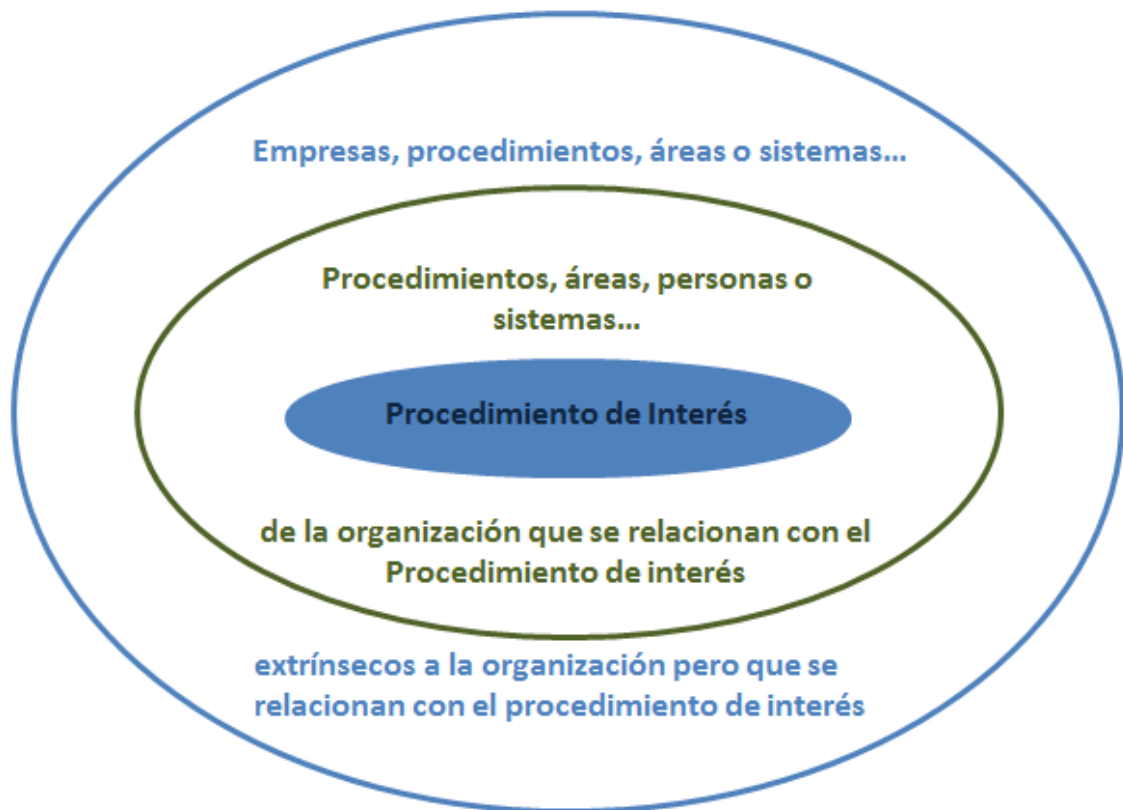 Empresas, procedimientos, áreas o sistemas...
Procedimientos, áreas, personas o
sistemas...
Procedimiento de Interés
de la organización que se relacionan con el
Procedimiento de interés
extrínsecos a la organización pero que se
relacionan con el procedimiento de interés